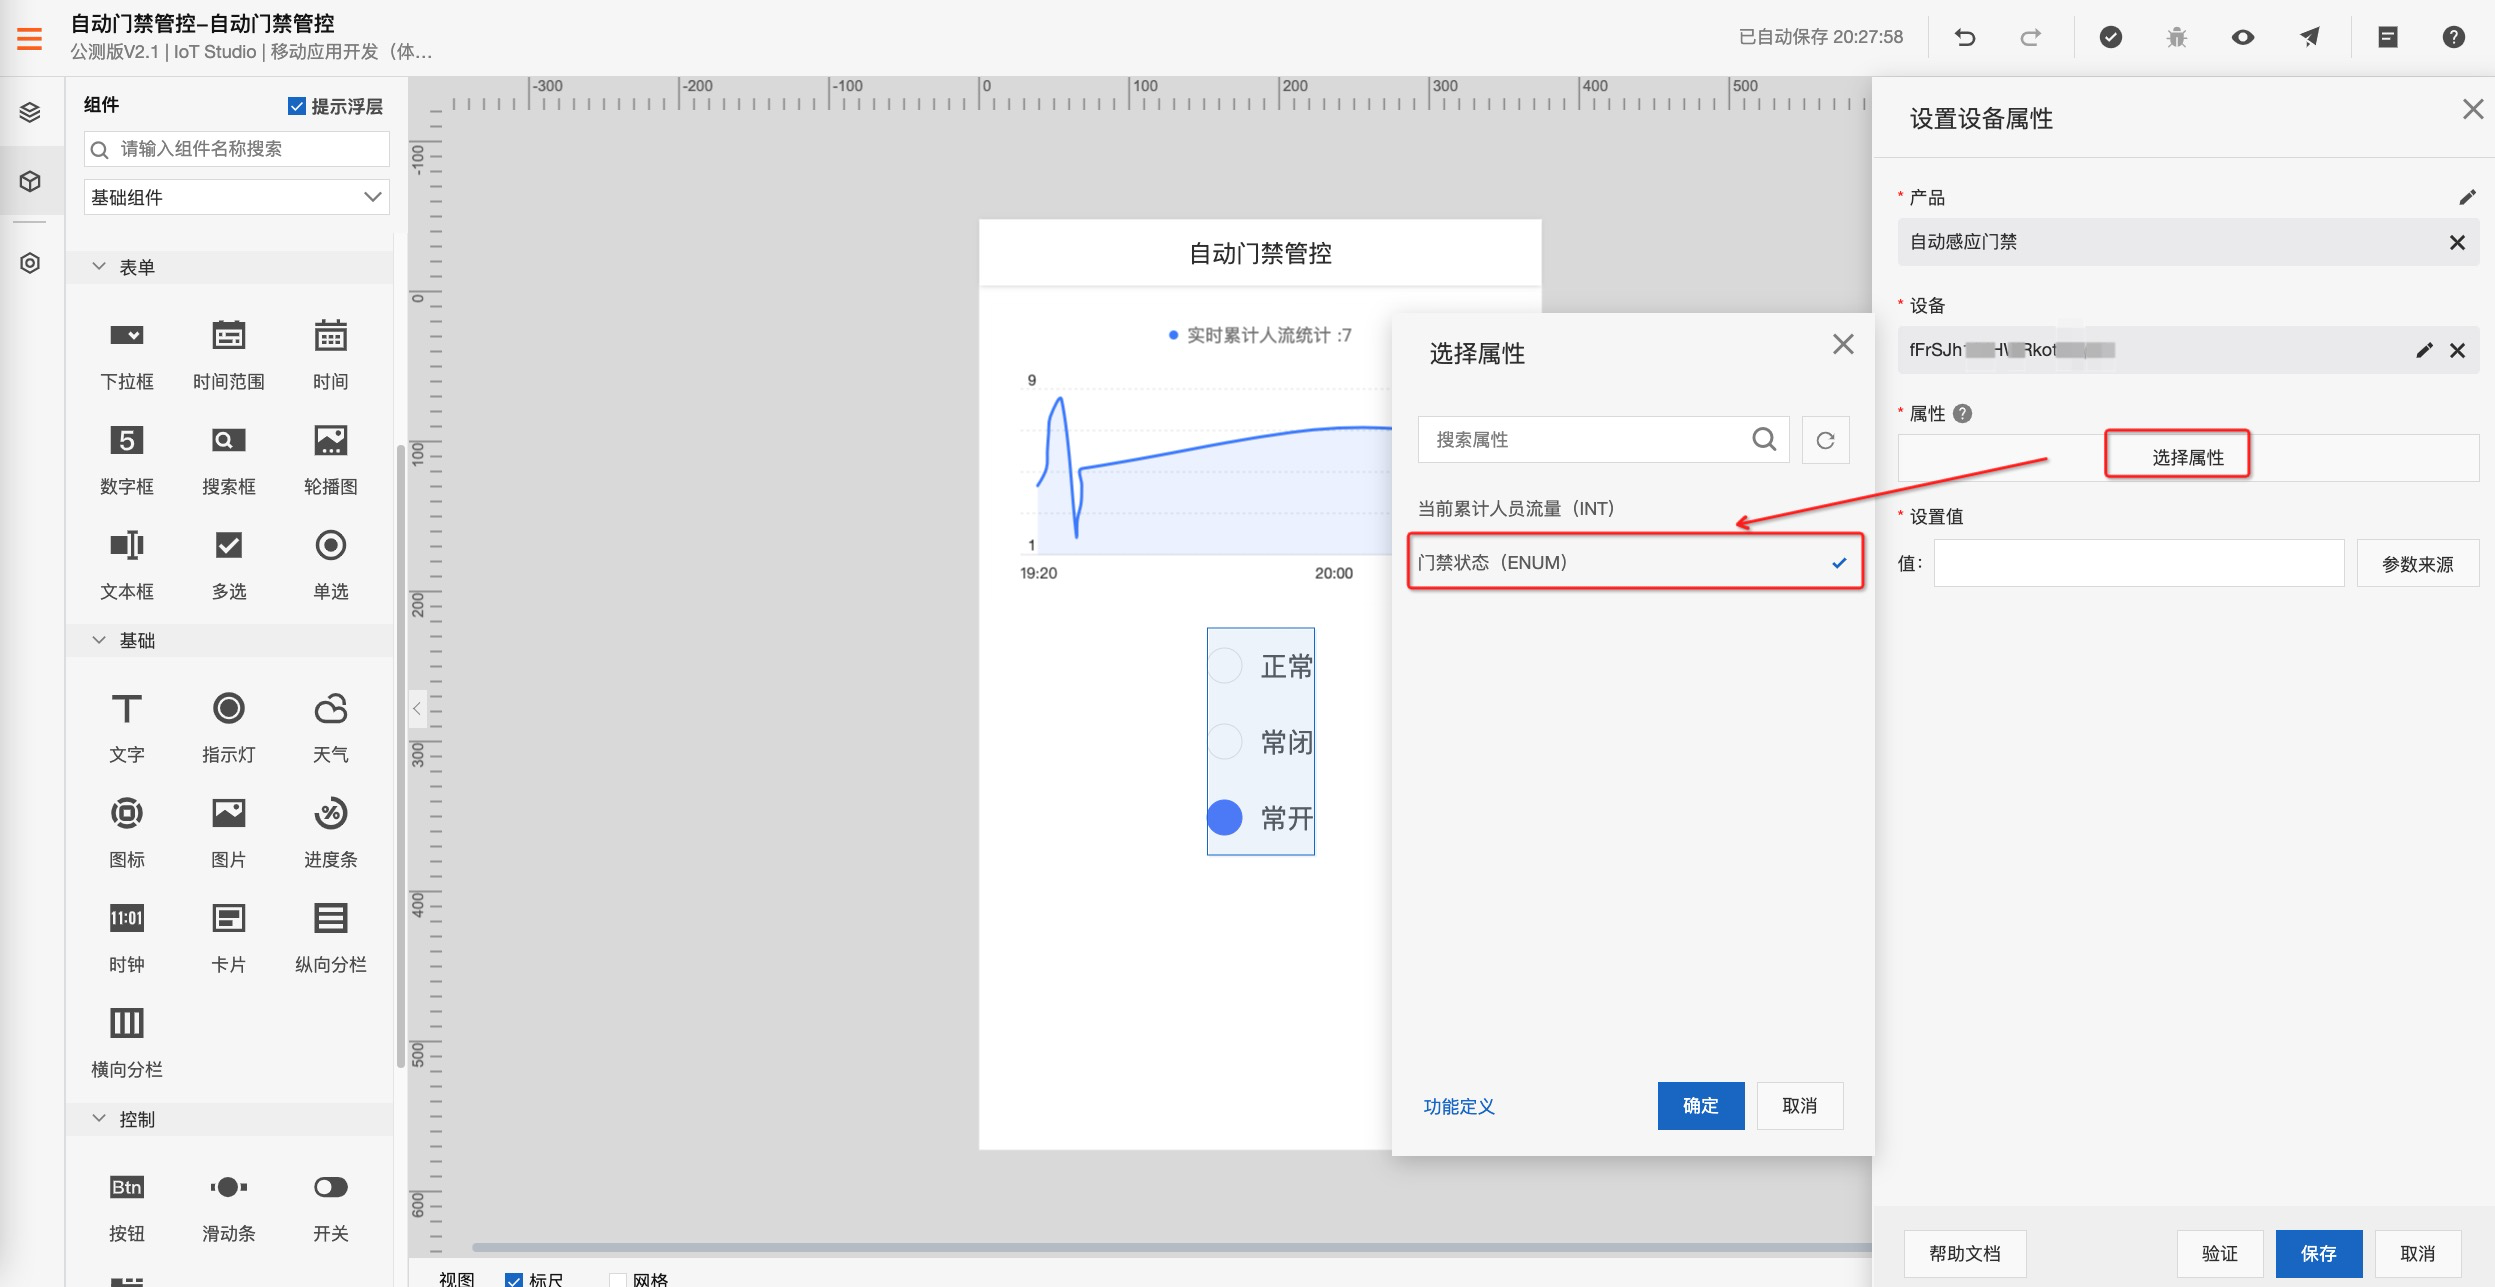 自动门禁管控-自动门禁管控
公测版V2.1 | IoT Studio | 移动应用开发（体...
已自动保存 20:27:58
组件
提示浮层
请输入组件名称搜索
基础组件
表单
下拉框 时间范围 时间
5
数字框 搜索框 轮播图
文本框 多选 单选
基础
文字 指示灯 天气
图标 图片 进度条
11:01
时钟 卡片 纵向分栏
横向分栏
控制
Btn
按钮 滑动条 开关
-300 -200 -100 0 100 200 300 400 500
-100
0
100
200
300
400
500
600
自动门禁管控
实时累计人流统计 :7
9
1
19:20 20:00
正常
常闭
常开
视图 标尺 网格
选择属性
搜索属性
当前累计人员流量（INT）
门禁状态（ENUM）
功能定义
确定
取消
设置设备属性
* 产品
自动感应门禁
* 设备
fFrSJh
Rkot
* 属性
选择属性
* 设置值
值：
参数来源
帮助文档
验证
保存
取消